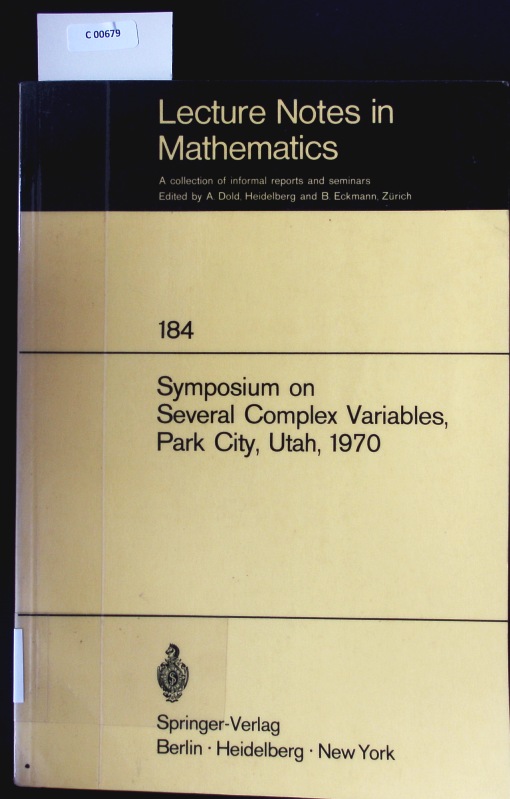 C 00679
Lecture Notes in
Mathematics
A collection of informal reports and seminars
Edited by A. Dold, Heidelberg and B. Eckmann, Zürich
184
Symposium on
Several Complex Variables,
Park City, Utah, 1970
Springer-Verlag
Berlin · Heidelberg · New York